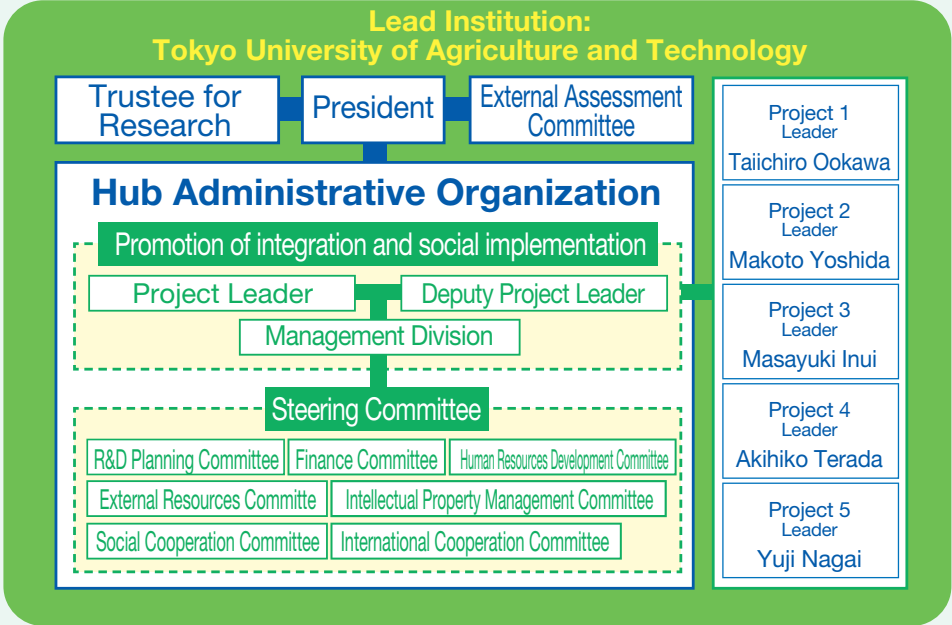 Lead Institution:
Tokyo University of Agriculture and Technology
Trustee for
Research
President
External Assessment
Committee
Hub Administrative Organization
Promotion of integration and social implementation
Project Leader
Deputy Project Leader
Management Division
Steering Committee
R&D Planning Committee
Finance Committee
Human Resources Development Committee
External Resources Committe
Intellectual Property Management Committee
Social Cooperation Committee
International Cooperation Committee
Project 1
Leader
Taiichiro Ookawa
Project 2
Leader
Makoto Yoshida
Project 3
Leader
Masayuki Inui
Project 4
Leader
Akihiko Terada
Project 5
Leader
Yuji Nagai